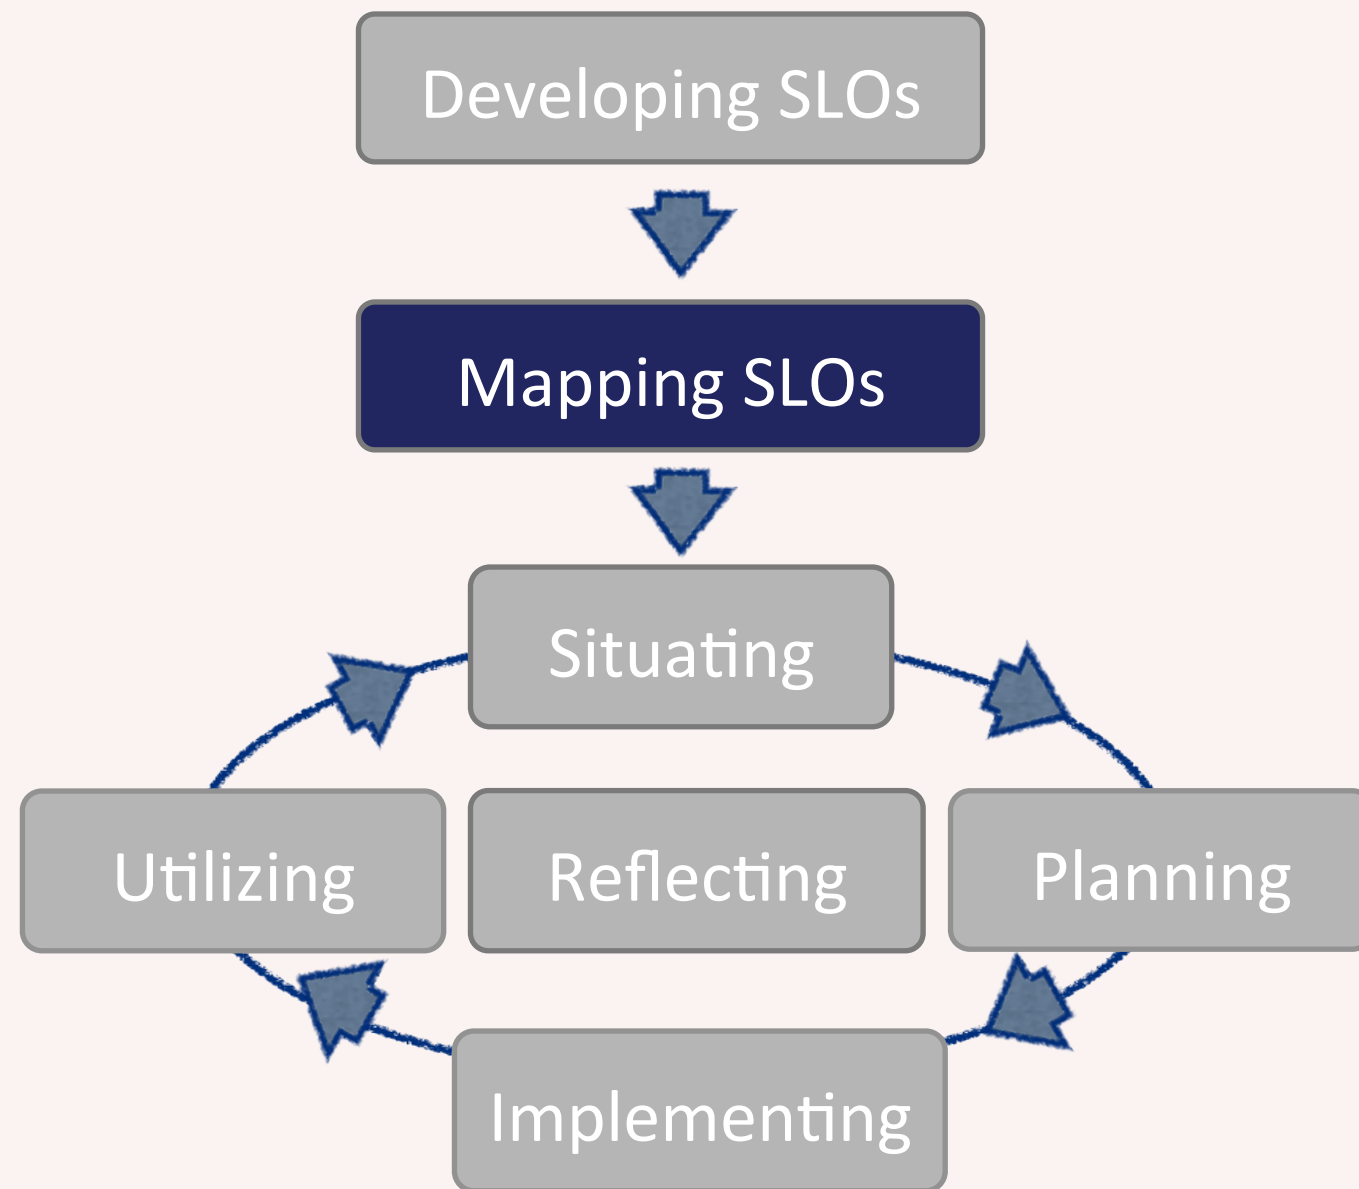 Developing SLOs
Mapping SLOs
Situating
Utilizing
Reflecting
Planning
Implementing